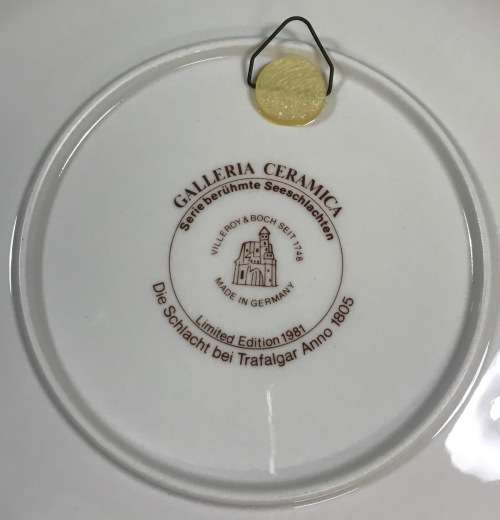 GALLERIA CERAMICA
Serie berühmte Seeschlachten
VILLEROY & BOCH SEIT 1748
MADE IN GERMANY
Limited Edition 1981
Die Schlacht bei Trafalgar Anno 1805